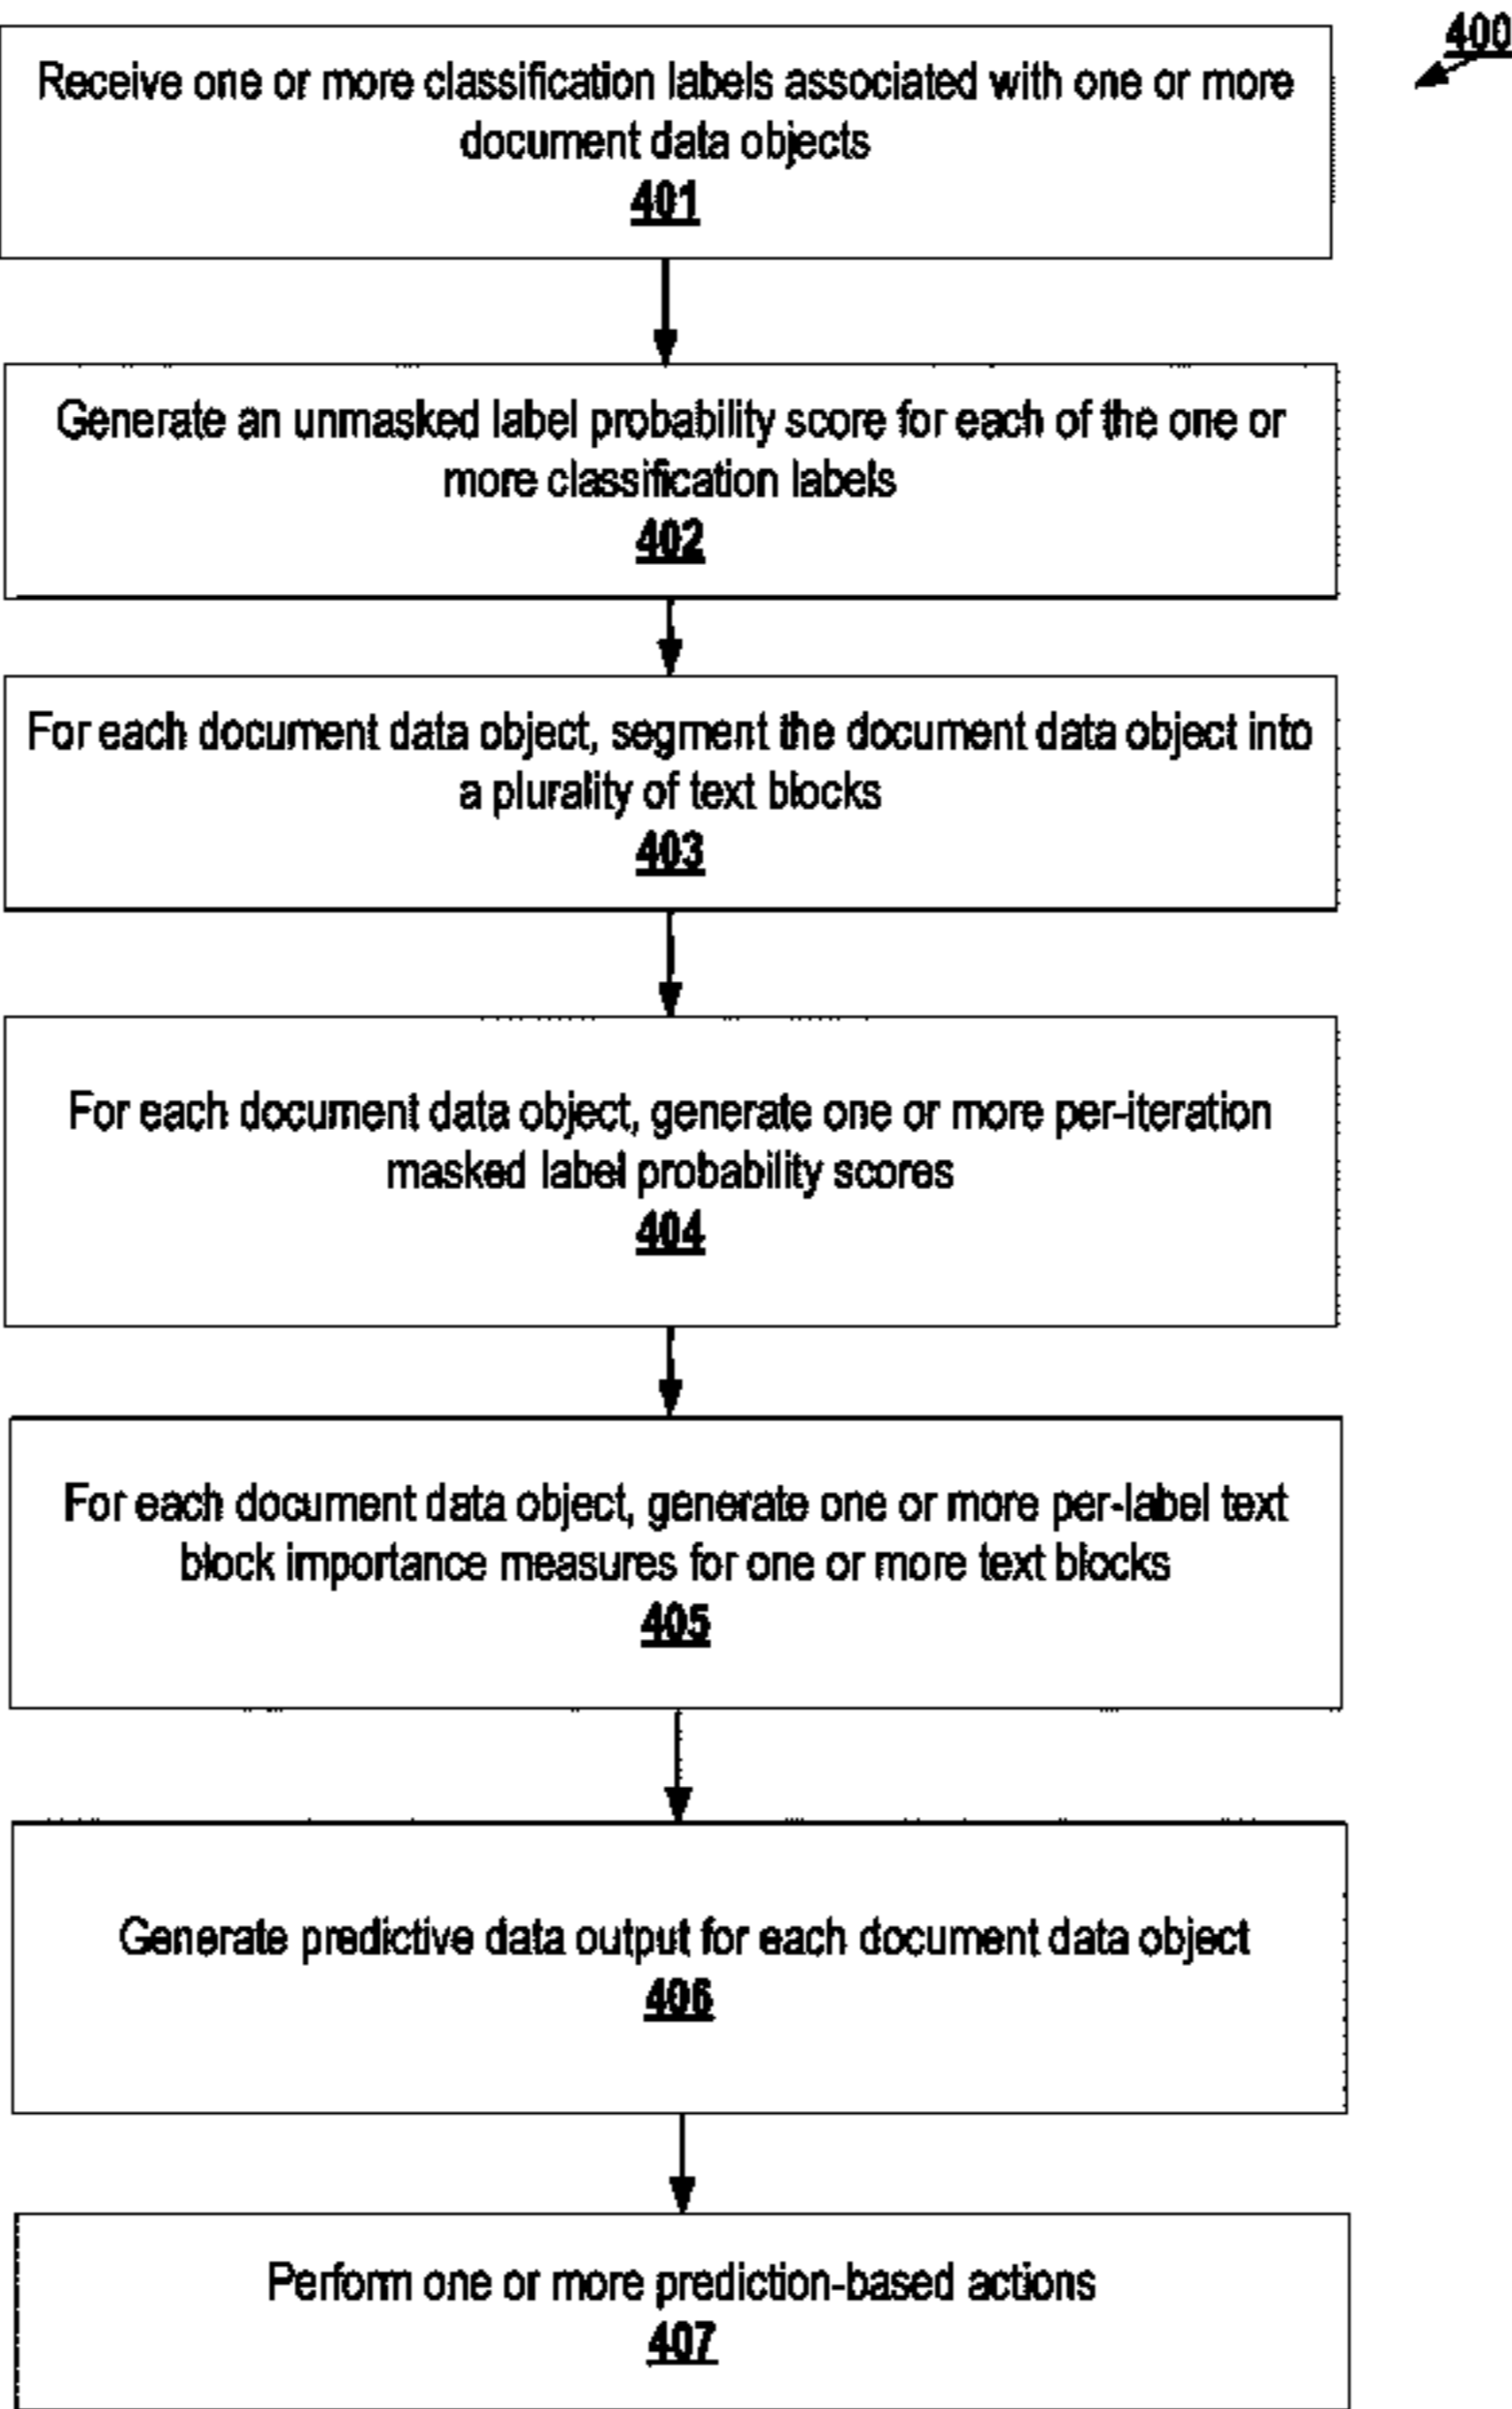 400
Receive one or more classification labels associated with one or more
document data objects
401
Generate an unmasked label probability score for each of the one or
more classification labels
402
For each document data object, segment the document data object into
a plurality of text blocks
403
For each document data object, generate one or more per-iteration
masked label probability scores
404
For each document data object, generate one or more per-label text
block importance measures for one or more text blocks
405
Generate predictive data output for each document data object
406
Perform one or more prediction-based actions
407